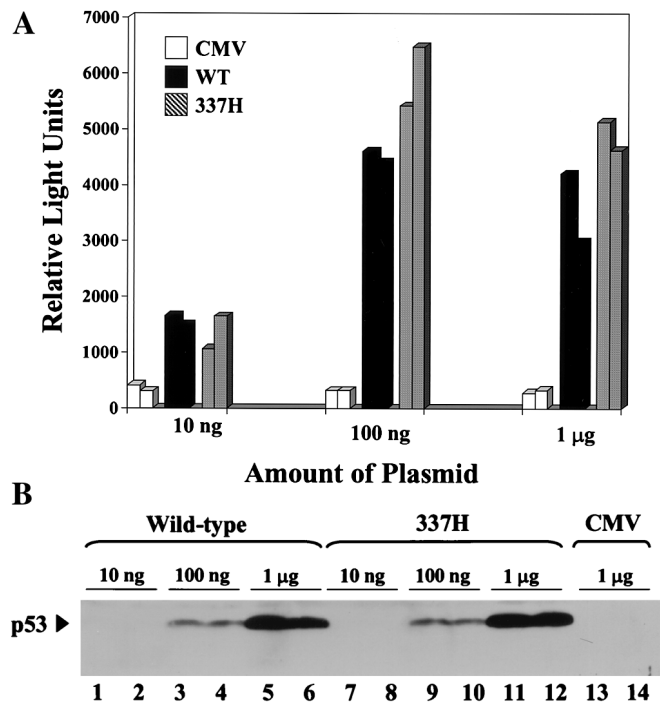 A
7000
6000
5000
4000
3000
2000
1000
0
Relative Light Units
CMV
WT
337H
10 ng 100 ng 1 μg
Amount of Plasmid
B
Wild-type 337H CMV
10 ng 100 ng 1 μg 10 ng 100 ng 1 μg 1 μg
p53
1 2 3 4 5 6 7 8 9 10 11 12 13 14